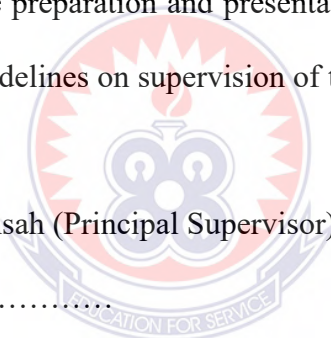 preparation and presenta
delines on supervision of t
sah (Principal Supervisor)
…………
EDUCATION FOR SERVICE